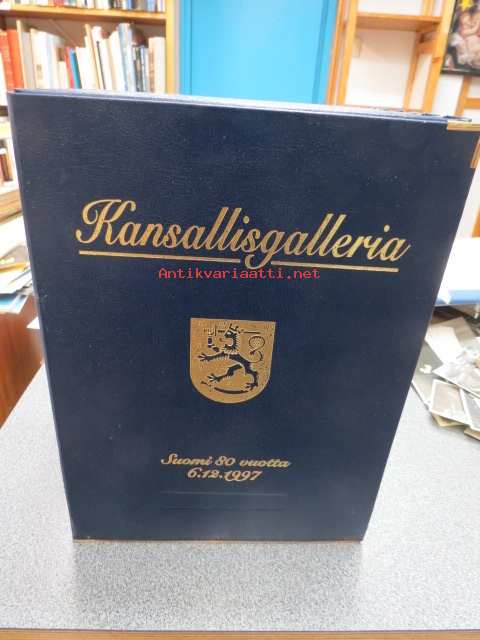 Kansallisgalleria
Antikvariaatti.net
Suomi 80 vuotta
6.12.1997